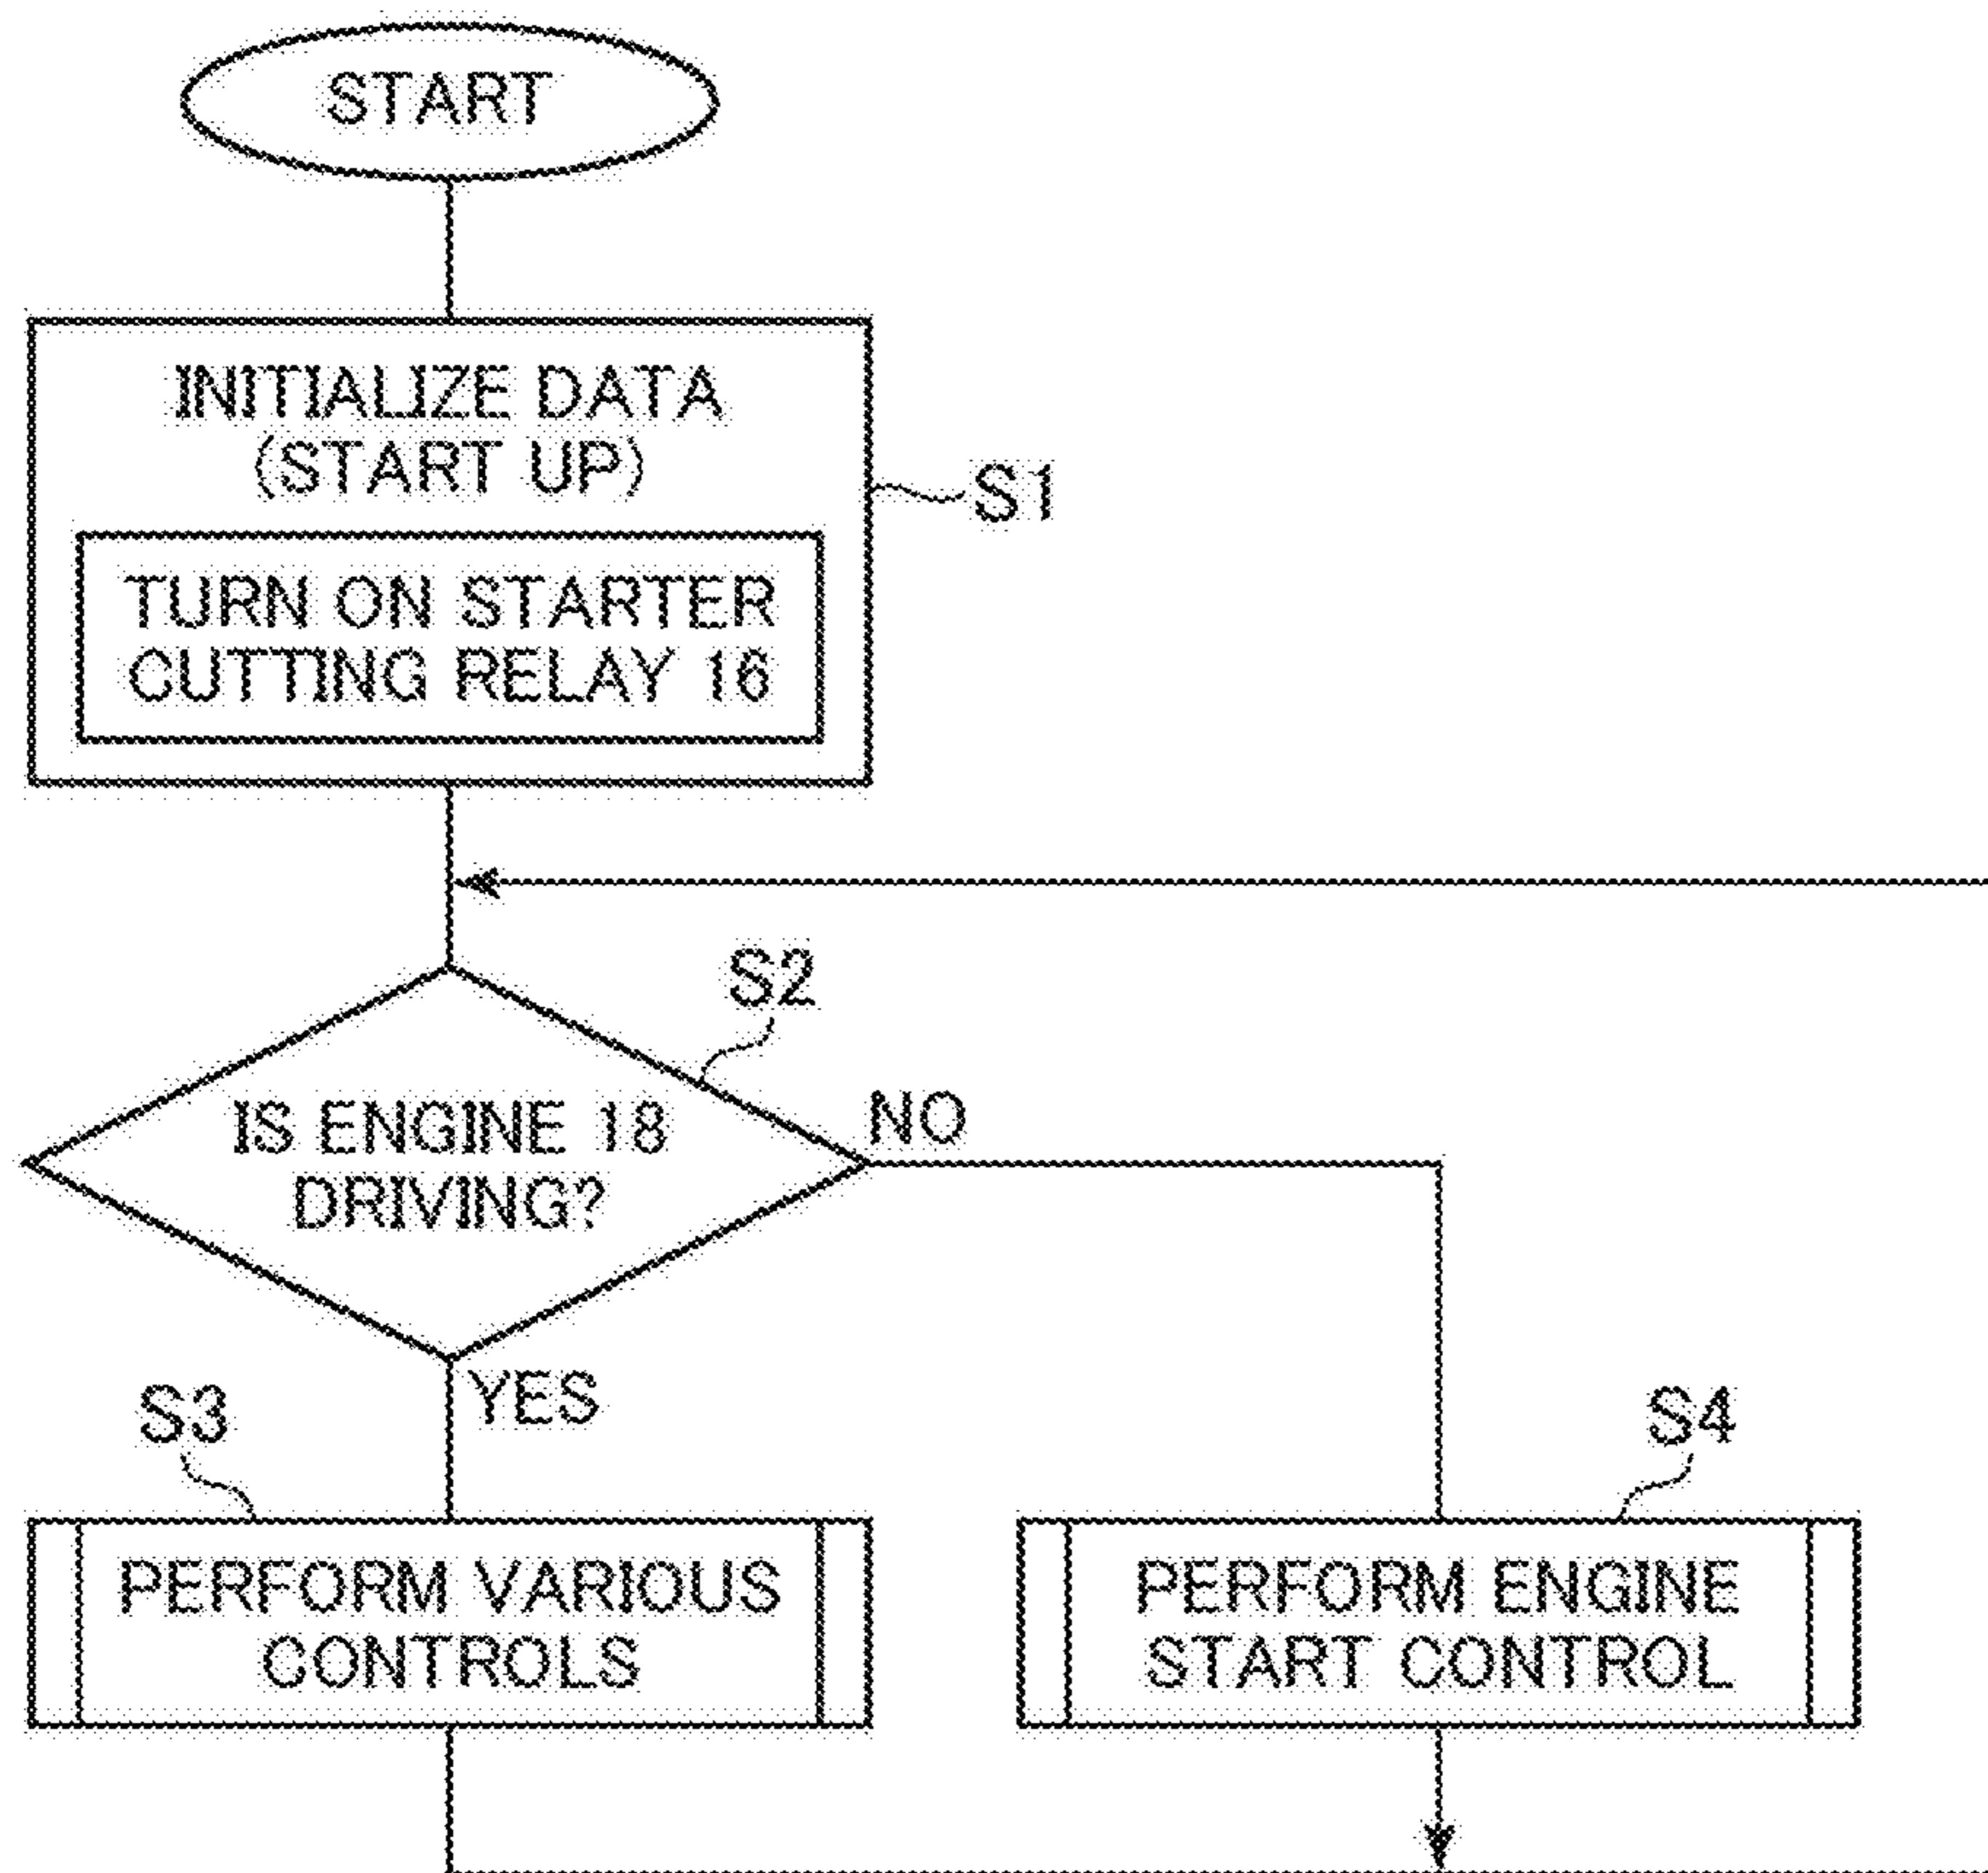 START
INITIALIZE DATA
(START UP)
S1
TURN ON STARTER
CUTTING RELAY 16
S2
IS ENGINE 18
DRIVING?
NO
YES
S3
S4
PERFORM VARIOUS
CONTROLS
PERFORM ENGINE
START CONTROL